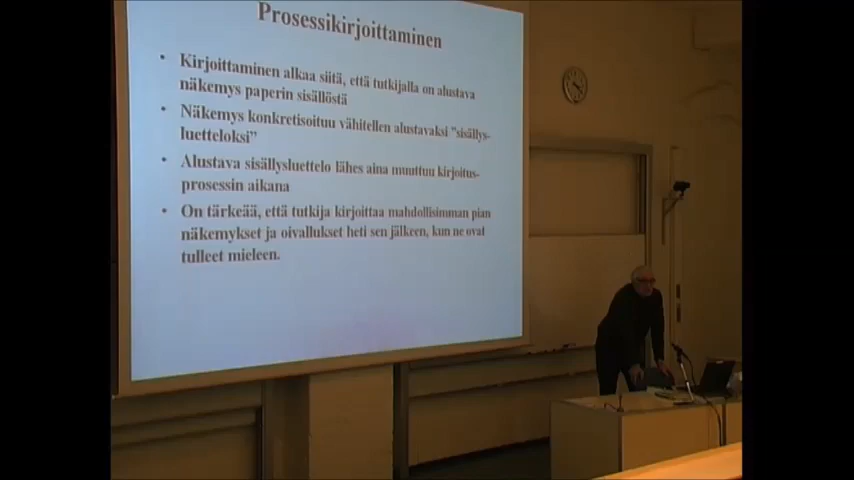 Prosessikirjoittaminen
• Kirjoittaminen alkaa siitä, että tutkijalla on alustava
näkemys paperin sisällöstä
• Näkemys konkretisoituu vähitellen alustavaksi "sisällys-
luetteloksi"
• Alustava sisällysluettelo lähes aina muuttuu kirjoitus-
prosessin aikana
• On tärkeää, että tutkija kirjoittaa mahdollisimman pian
näkemykset ja oivallukset heti sen jälkeen, kun ne ovat
tulleet mieleen.